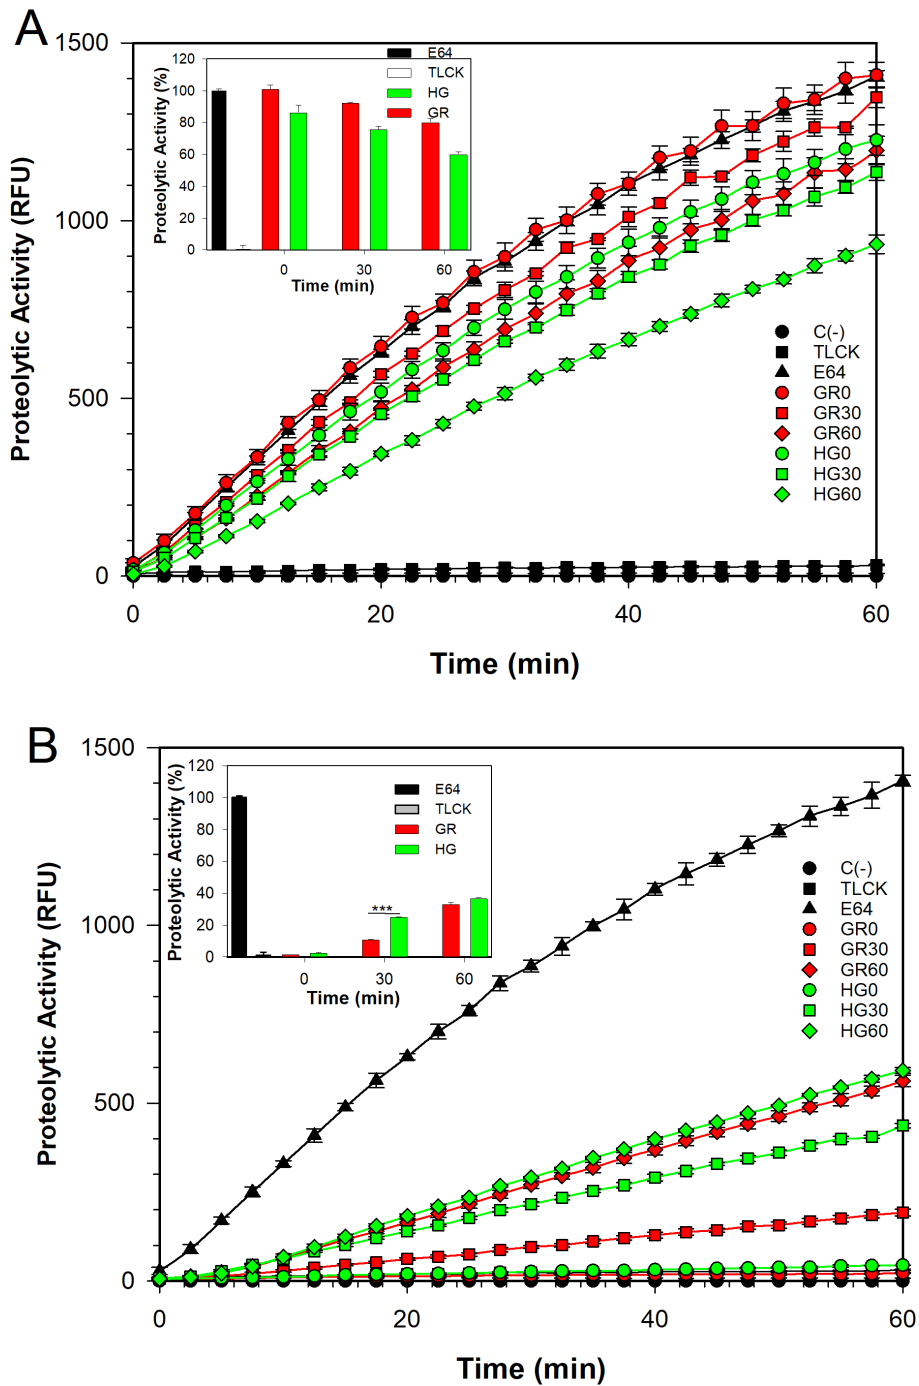 A
1500
1000
500
0
0 20 40 60
Time (min)
Proteolytic Activity (RFU)
120
100
80
60
40
20
0
0 30 60
Time (min)
Proteolytic Activity (%)
E64
TLCK
HG
GR
C(-)
TLCK
E64
GR0
GR30
GR60
HG0
HG30
HG60
B
1500
1000
500
0
0 20 40 60
Time (min)
Proteolytic Activity (RFU)
120
100
80
60
40
20
0
0 30 60
Time (min)
Proteolytic Activity (%)
E64
TLCK
GR
HG
***
C(-)
TLCK
E64
GR0
GR30
GR60
HG0
HG30
HG60